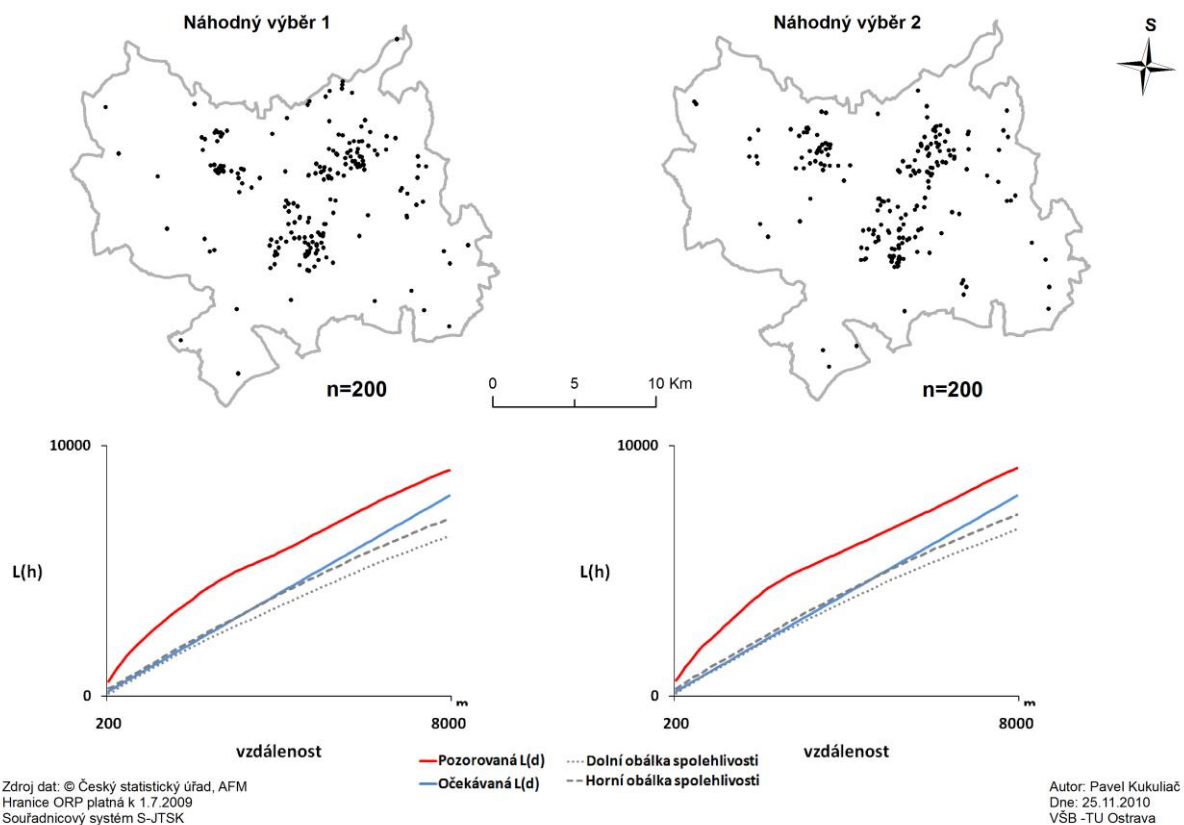 Náhodný výběr 1
Náhodný výběr 2
S
n=200
0 5 10 Km
n=200
10000
L(h)
0
200
8000
m
vzdálenost
10000
L(h)
0
200
8000
m
vzdálenost
Pozorovaná L(d)
Dolní obálka spolehlivosti
Očekávaná L(d)
Horní obálka spolehlivosti
Zdroj dat: © Český statistický úřad, AFM
Hranice ORP platná k 1.7.2009
Souřadnicový systém S-JTSK
Autor: Pavel Kukuliač
Dne: 25.11.2010
VŠB -TU Ostrava